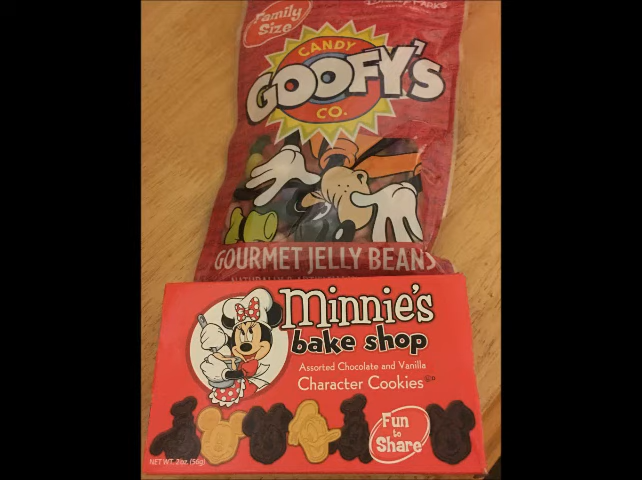 Family
Size
PARKS
CANDY
GOOFY'S
CO.
GOURMET JELLY BEANS
Minnie's
bake shop
Assorted Chocolate and Vanilla
Character Cookies
Fun
to
Share
NET WT. 2oz. (56g)